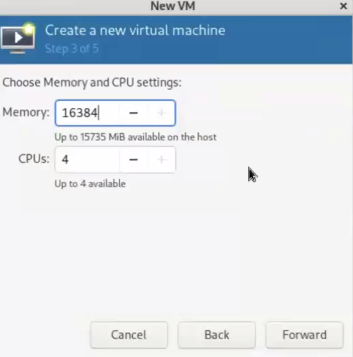 New VM
Create a new virtual machine
Step 3 of 5
Choose Memory and CPU settings:
Memory: 16384
Up to 15735 MiB available on the host
CPUs: 4
Up to 4 available
Cancel Back Forward